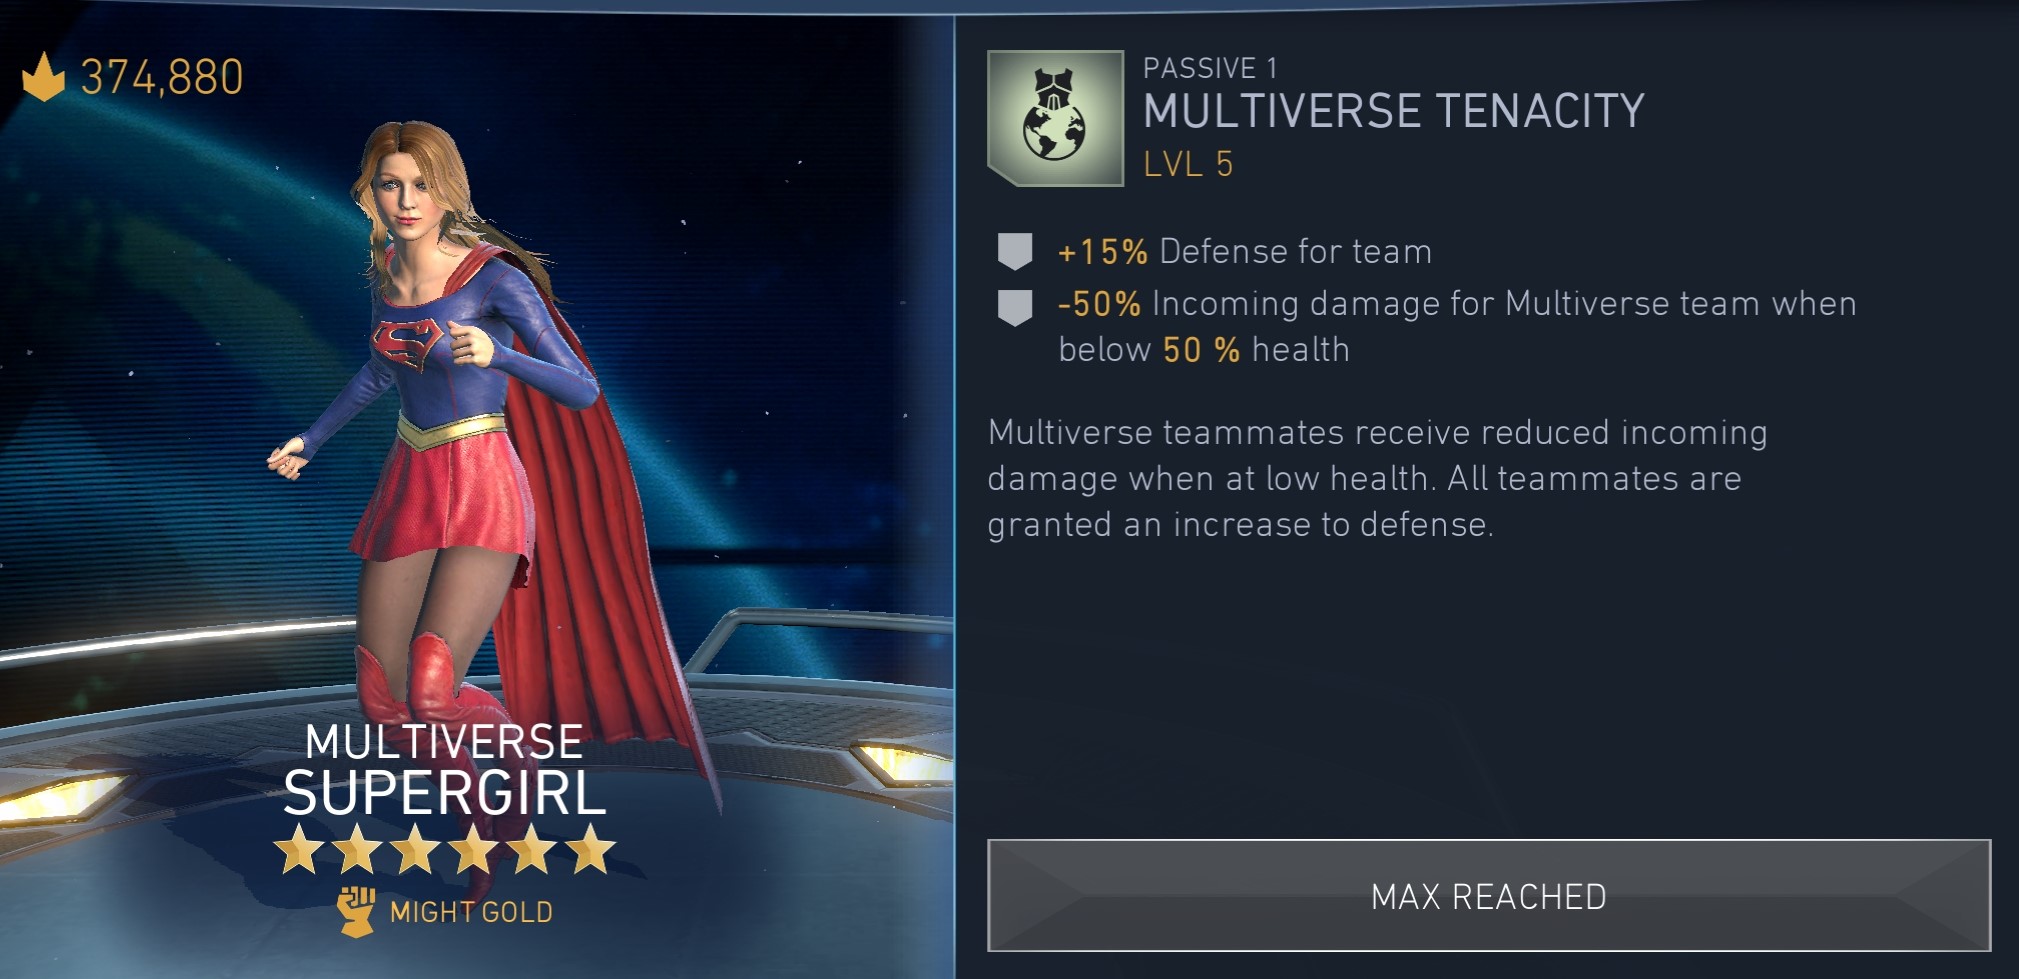 374,880
MULTIVERSE
SUPERGIRL
MIGHT GOLD
PASSIVE 1
MULTIVERSE TENACITY
LVL 5
+15% Defense for team
-50% Incoming damage for Multiverse team when
below 50 % health
Multiverse teammates receive reduced incoming
damage when at low health. All teammates are
granted an increase to defense.
MAX REACHED